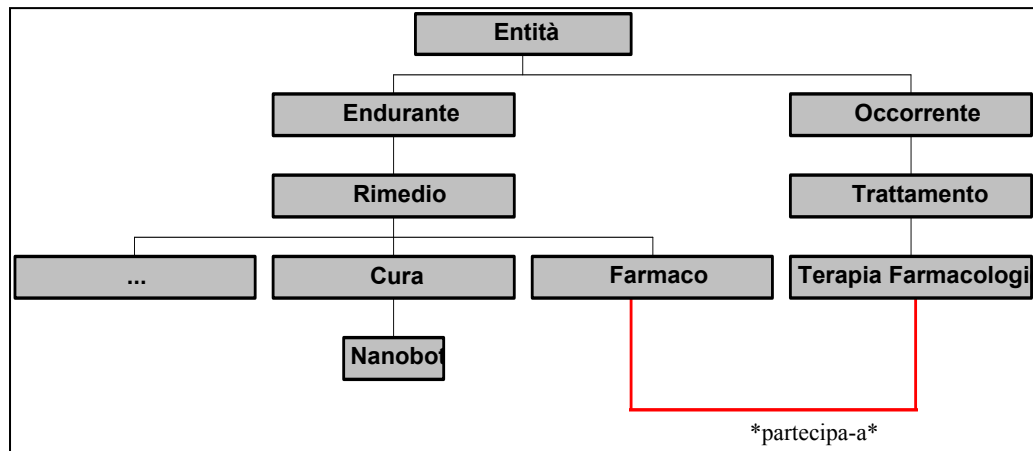 Entità
Endurante
Occorrente
Rimedio
Trattamento
...
Cura
Farmaco
Terapia Farmacologi
Nanobot
*partecipa-a*